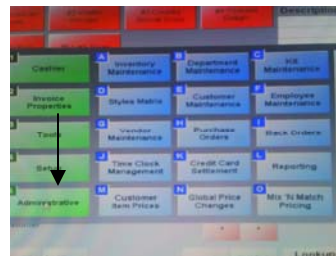 Description
Cashier
A
Inventory
Maintenance
B
Department
Maintenance
C
Kit
Maintenance
Invoice
Properties
D
Styles Matrix
E
Customer
Maintenance
F
Employee
Maintenance
Tools
G
Vendor
Maintenance
H
Purchase
Orders
I
Back Orders
Setup
J
Time Clock
Management
K
Credit Card
Settlement
L
Reporting
Administrative
M
Customer
Item Prices
N
Global Price
Changes
O
Mix 'N Match
Pricing
Lookup